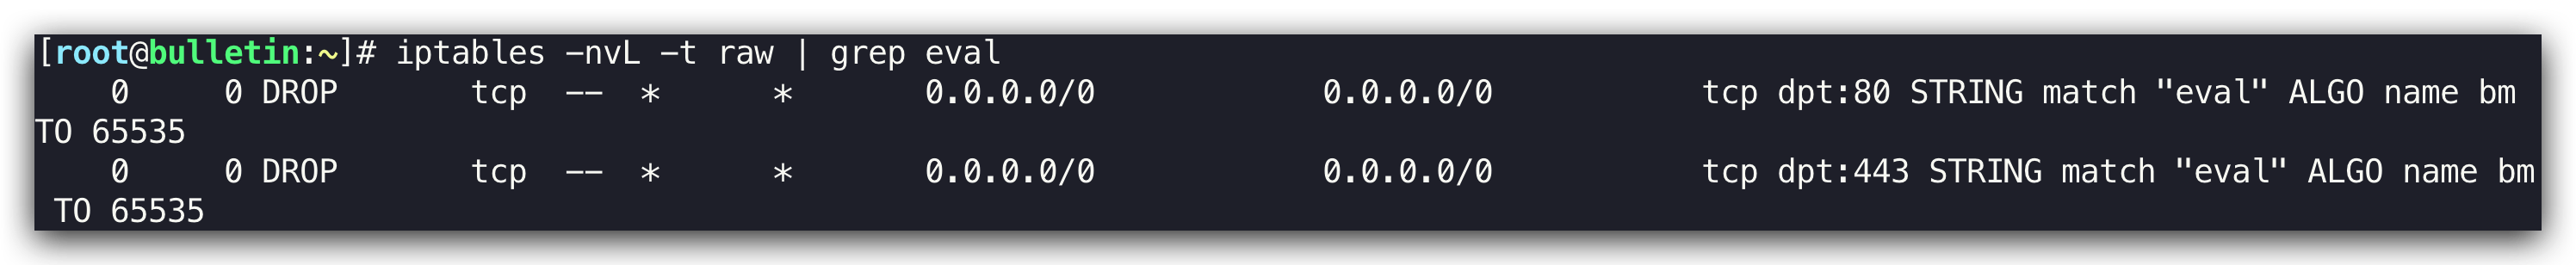 [root@bulletin:~]# iptables -nvL -t raw | grep eval
    0     0 DROP       tcp  --  *      *       0.0.0.0/0            0.0.0.0/0           tcp dpt:80 STRING match "eval" ALGO name bm
TO 65535
    0     0 DROP       tcp  --  *      *       0.0.0.0/0            0.0.0.0/0           tcp dpt:443 STRING match "eval" ALGO name bm
 TO 65535